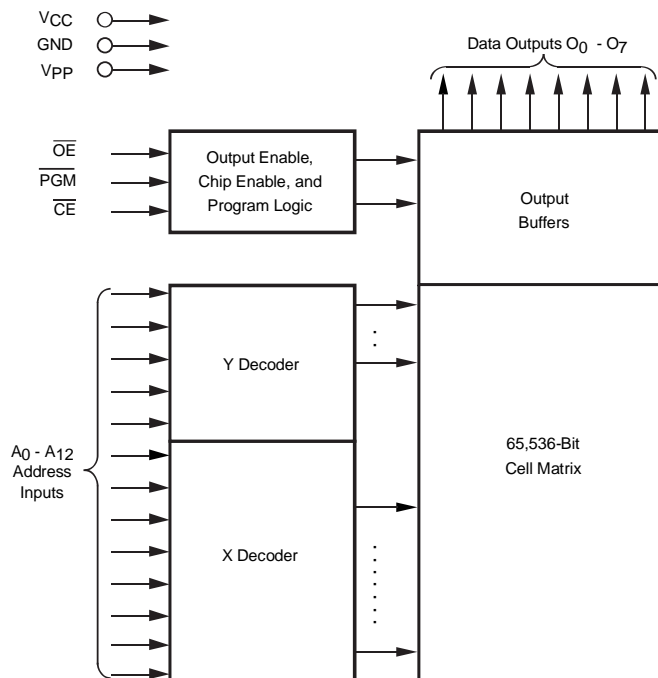 VCC
GND
VPP
Data Outputs O0 - O7
OE
PGM
CE
Output Enable,
Chip Enable, and
Program Logic
Output
Buffers
Y Decoder
A0 - A12
Address
Inputs
65,536-Bit
Cell Matrix
X Decoder